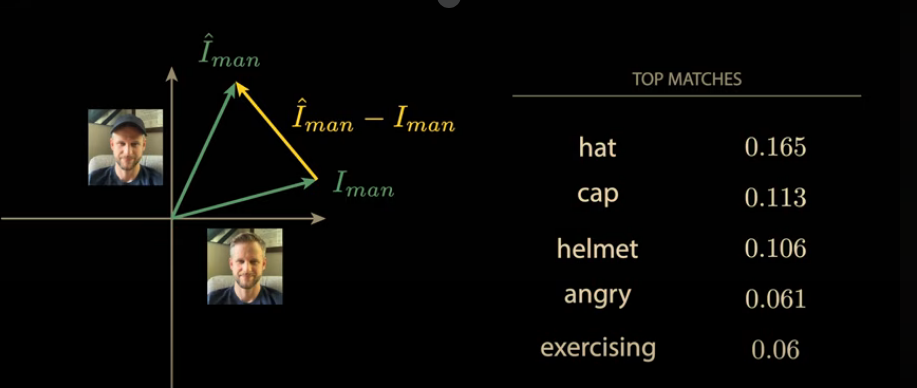 Î_man
Î_man − I_man
I_man
TOP MATCHES
hat 0.165
cap 0.113
helmet 0.106
angry 0.061
exercising 0.06